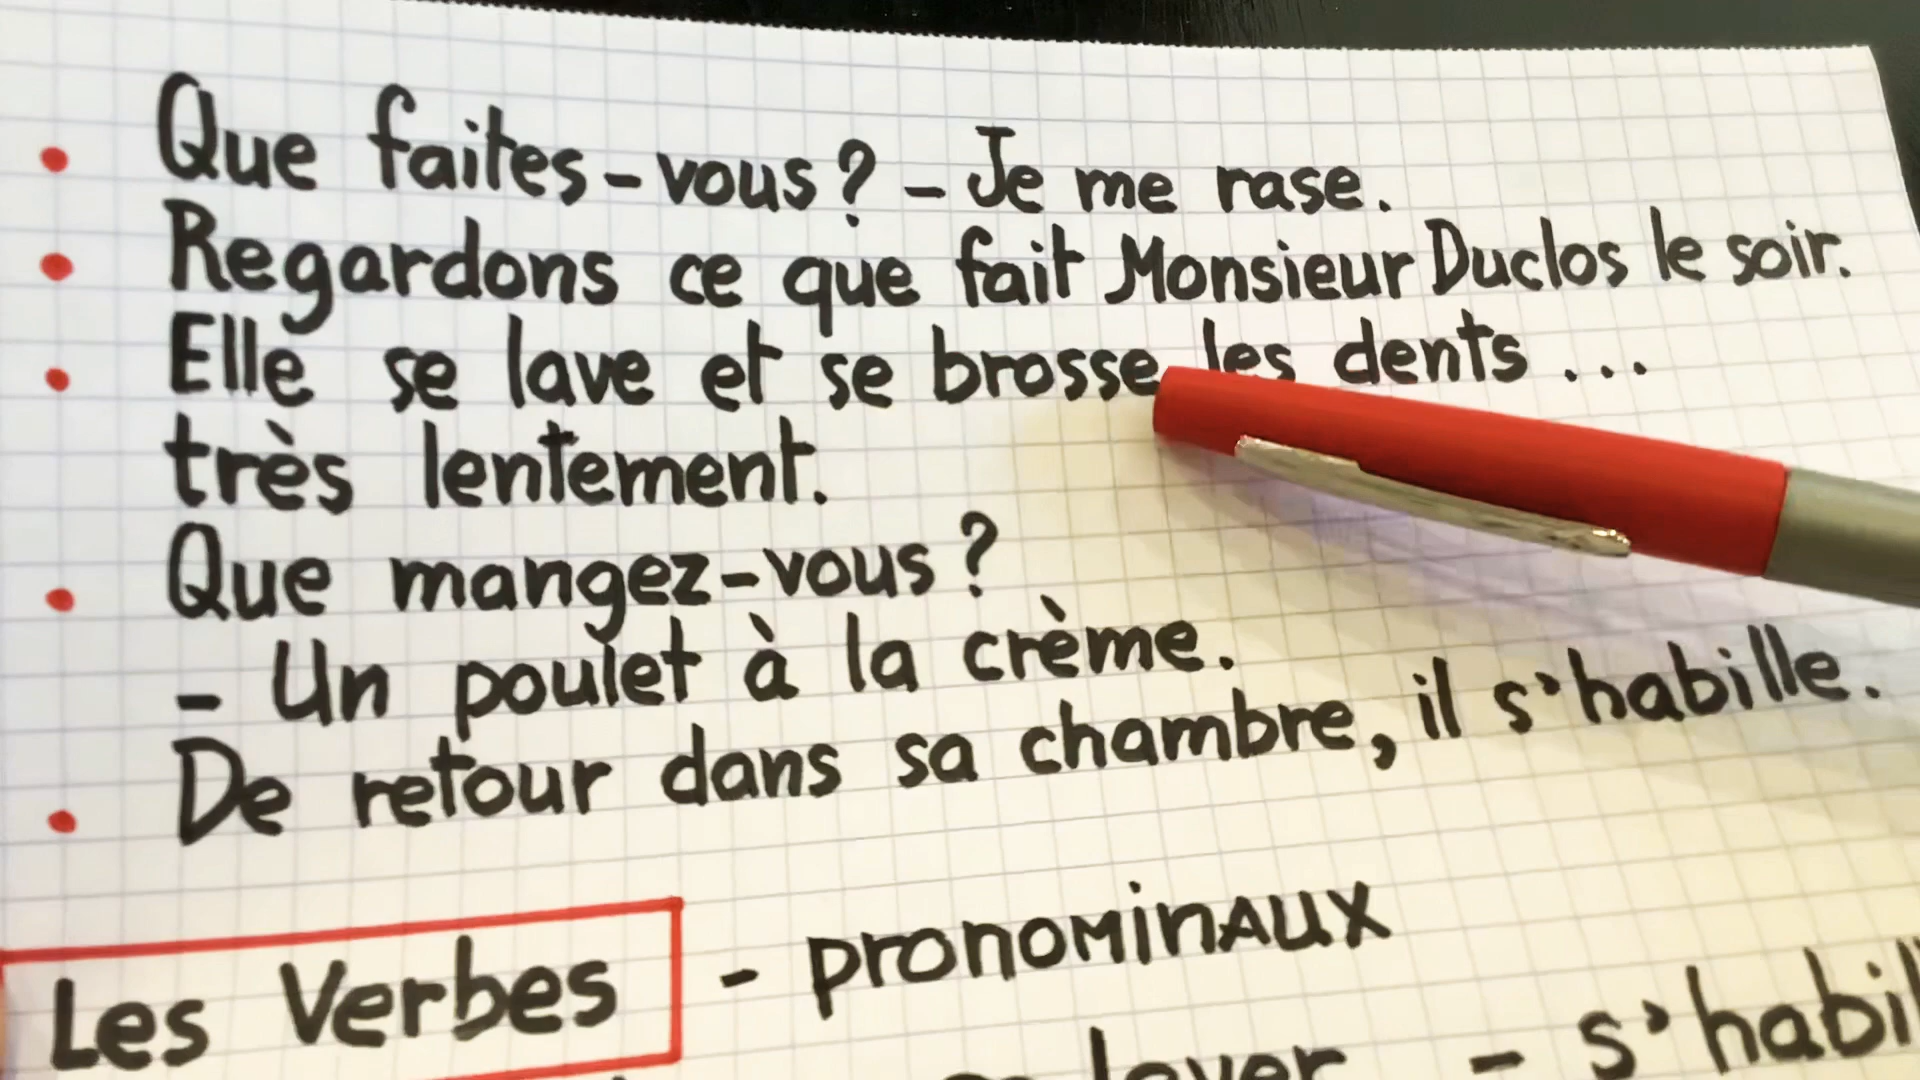 Que faites-vous? - Je me rase.
Regardons ce que fait Monsieur Duclos le soir.
Elle se lave et se brosse les dents...
très lentement.
Que mangez-vous?
- Un poulet à la crème.
De retour dans sa chambre, il s'habille.
Les Verbes - pronominaux
- s'habil